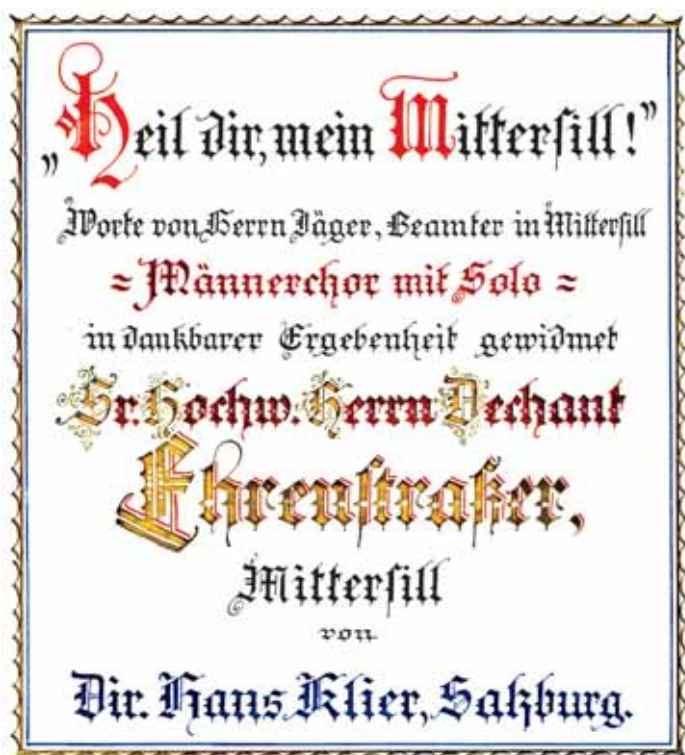 „Heil dir, mein Mittersill!”
Worte von Herrn Jäger, Beamter in Mittersill
= Männerchor mit Solo =
in dankbarer Ergebenheit gewidmet
Sr. Hochw. Herrn Dechant
Ehrenstraßer,
Mittersill
von
Dir. Hans Klier, Salzburg.